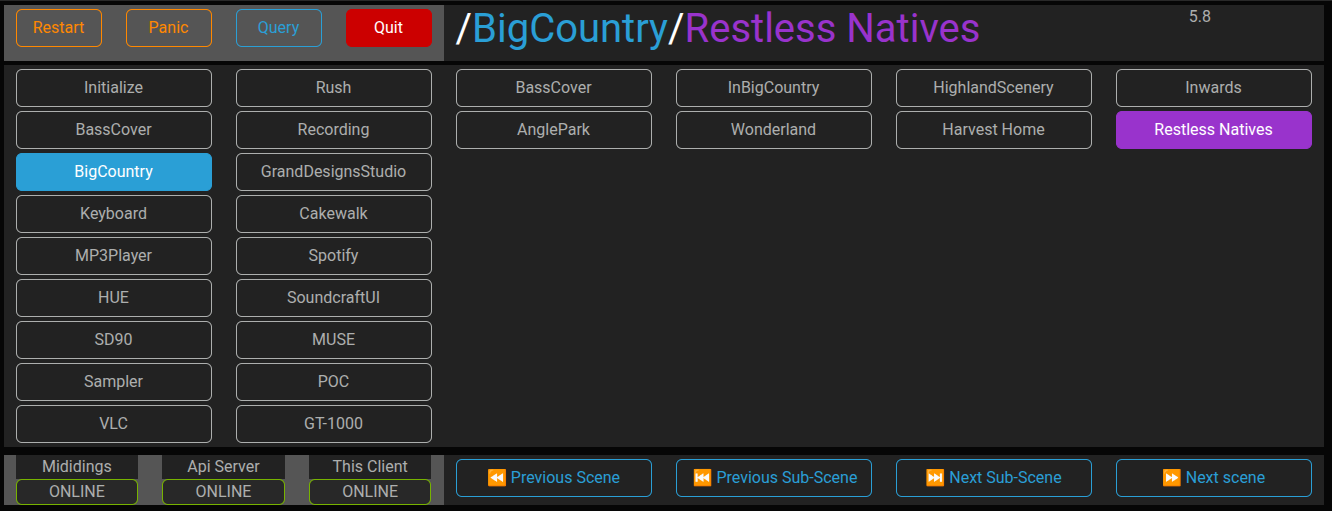 Restart Panic Query Quit /BigCountry/Restless Natives 5.8
Initialize Rush BassCover InBigCountry HighlandScenery Inwards
BassCover Recording AnglePark Wonderland Harvest Home Restless Natives
BigCountry GrandDesignsStudio
Keyboard Cakewalk
MP3Player Spotify
HUE SoundcraftUI
SD90 MUSE
Sampler POC
VLC GT-1000
Mididings Api Server This Client
ONLINE ONLINE ONLINE
⏪ Previous Scene ⏮ Previous Sub-Scene ⏭ Next Sub-Scene ⏩ Next scene